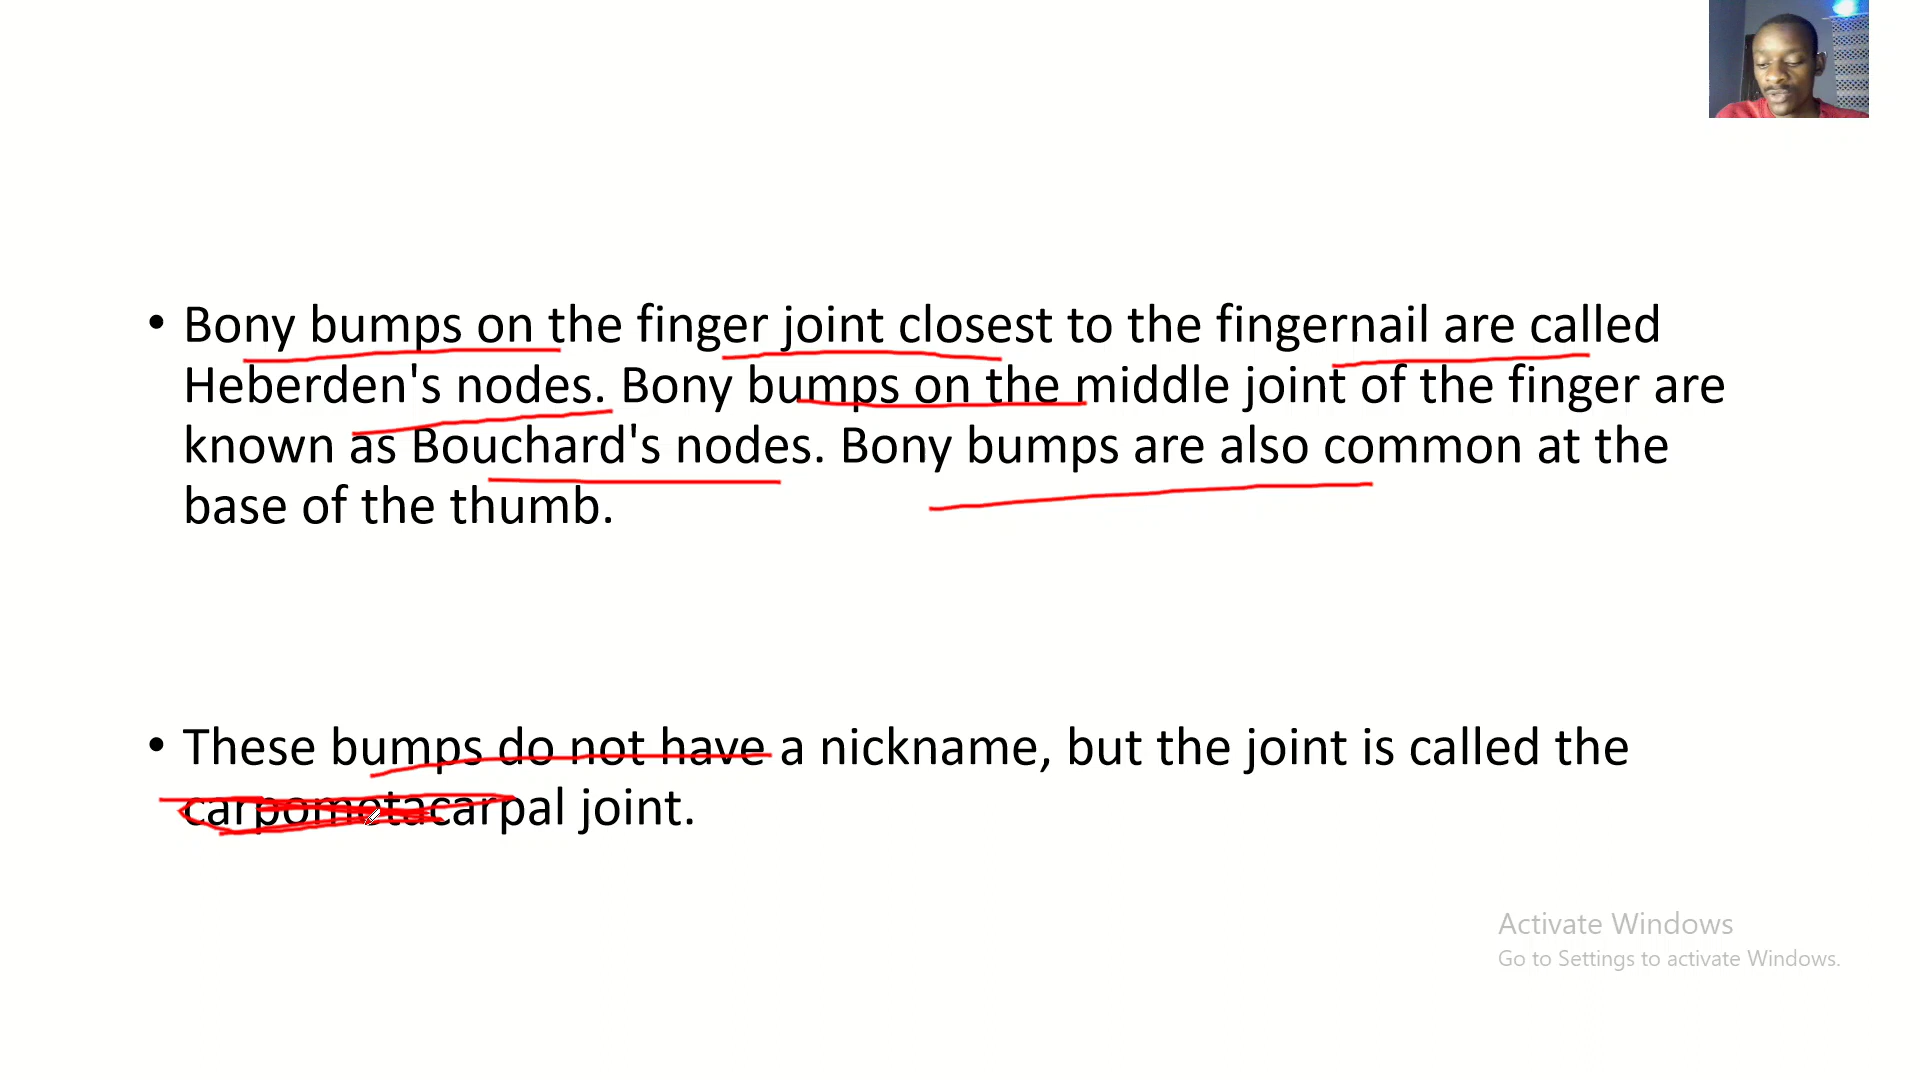 • Bony bumps on the finger joint closest to the fingernail are called
Heberden's nodes. Bony bumps on the middle joint of the finger are
known as Bouchard's nodes. Bony bumps are also common at the
base of the thumb.
• These bumps do not have a nickname, but the joint is called the
carpometacarpal joint.
Activate Windows
Go to Settings to activate Windows.